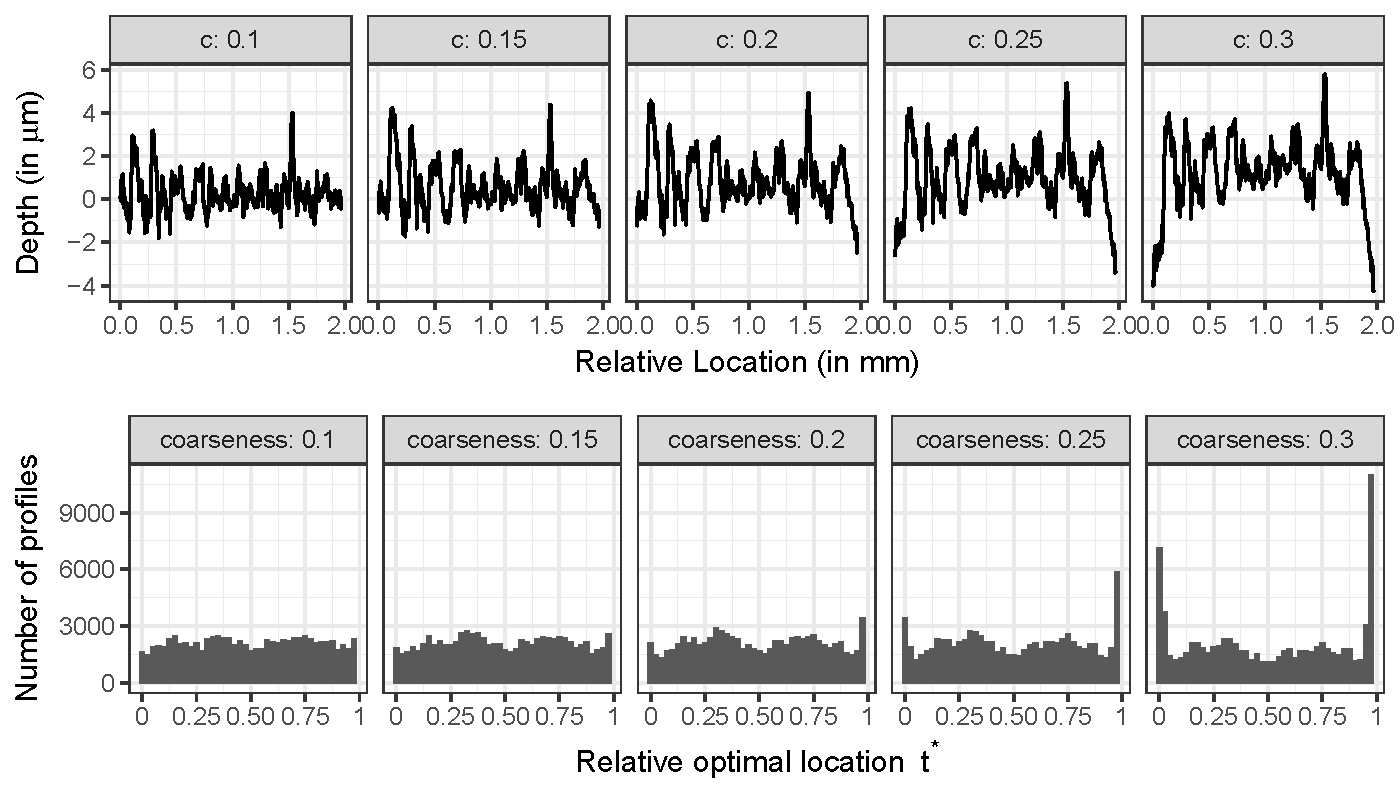 c: 0.1 c: 0.15 c: 0.2 c: 0.25 c: 0.3
Depth (in μm)
6
4
2
0
−2
−4
0.0 0.5 1.0 1.5 2.0 0.0 0.5 1.0 1.5 2.0 0.0 0.5 1.0 1.5 2.0 0.0 0.5 1.0 1.5 2.0 0.0 0.5 1.0 1.5 2.0
Relative Location (in mm)
coarseness: 0.1 coarseness: 0.15 coarseness: 0.2 coarseness: 0.25 coarseness: 0.3
Number of profiles
9000
6000
3000
0
0 0.25 0.50 0.75 1 0 0.25 0.50 0.75 1 0 0.25 0.50 0.75 1 0 0.25 0.50 0.75 1 0 0.25 0.50 0.75 1
Relative optimal location t*